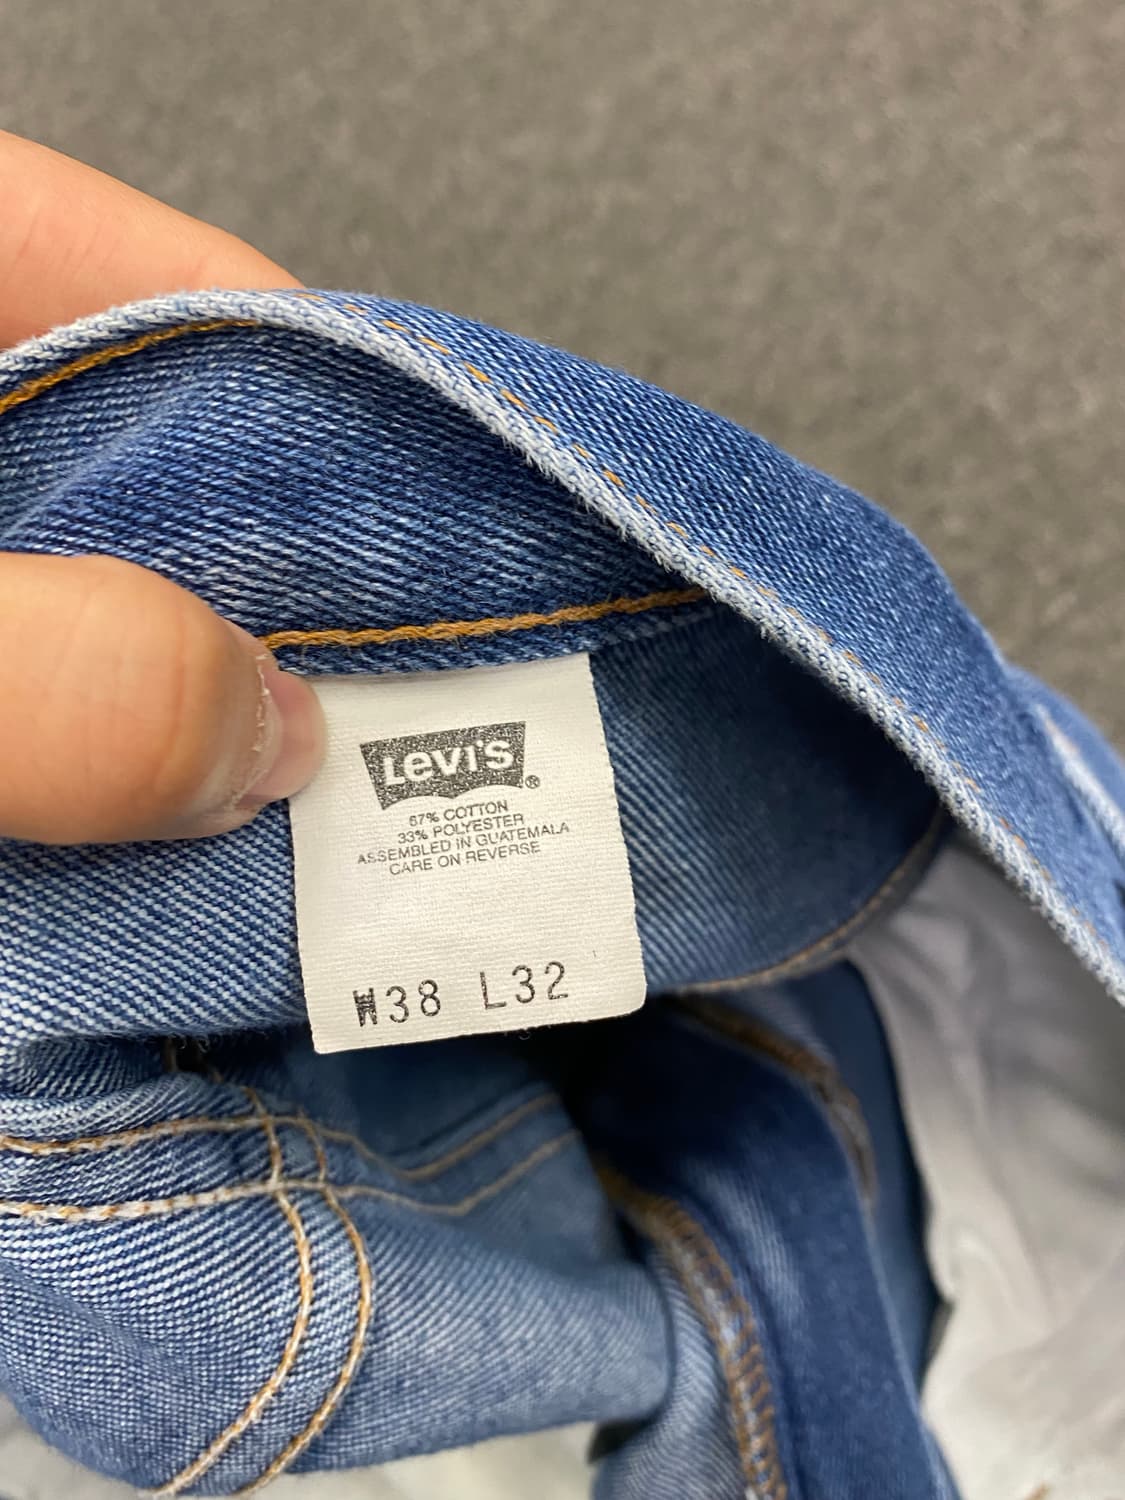 Levi's ®
67% COTTON
33% POLYESTER
ASSEMBLED IN GUATEMALA
CARE ON REVERSE
W38 L32